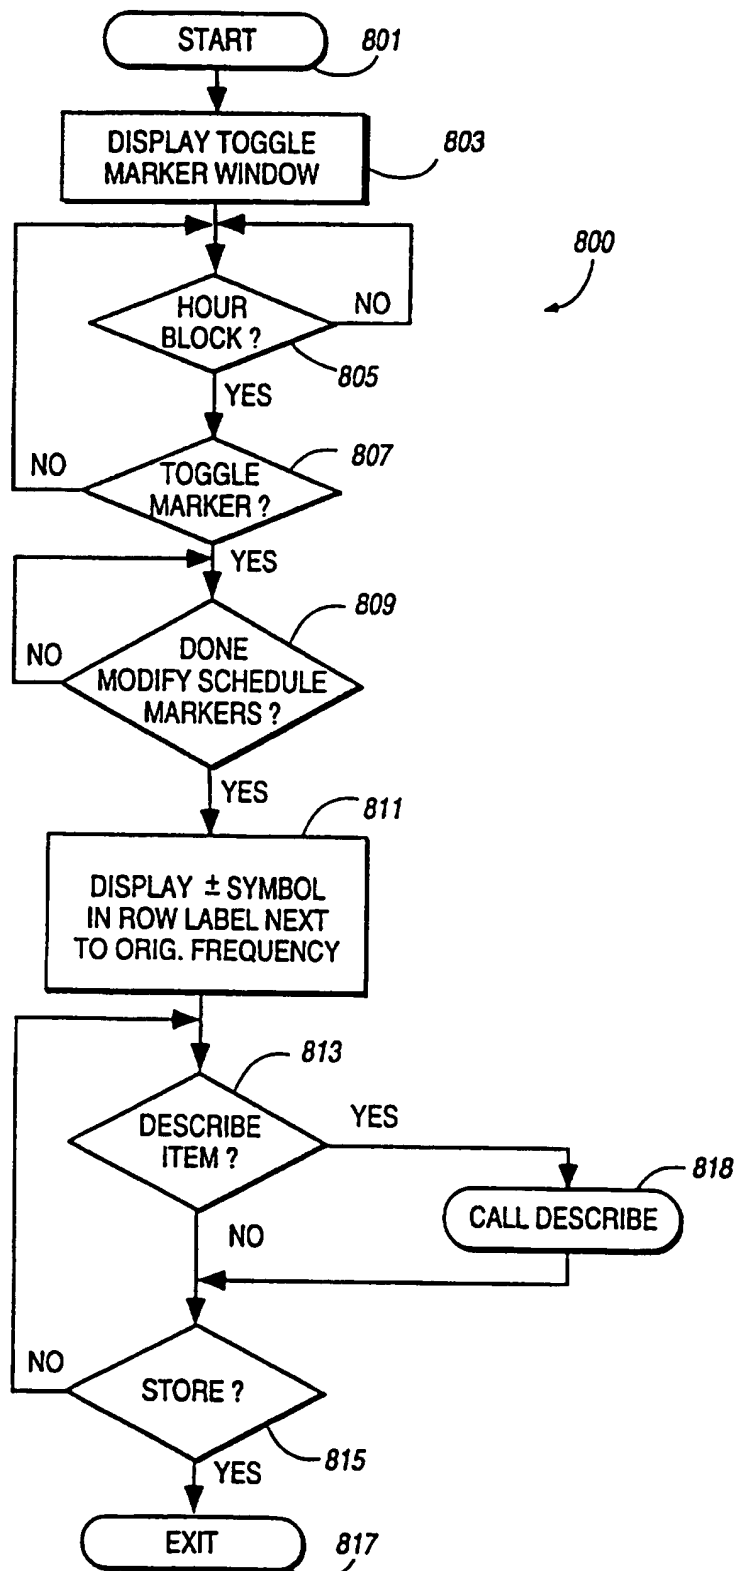 START
801
DISPLAY TOGGLE
MARKER WINDOW
803
800
HOUR
BLOCK ?
NO
805
YES
807
NO
TOGGLE
MARKER ?
YES
809
NO
DONE
MODIFY SCHEDULE
MARKERS ?
YES
811
DISPLAY ± SYMBOL
IN ROW LABEL NEXT
TO ORIG. FREQUENCY
813
DESCRIBE
ITEM ?
YES
818
CALL DESCRIBE
NO
NO
STORE ?
815
YES
EXIT
817